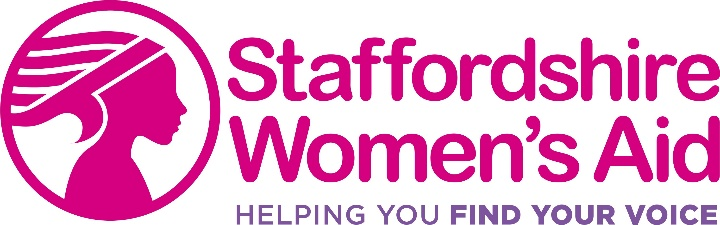 Staffordshire
Women's Aid
HELPING YOU FIND YOUR VOICE